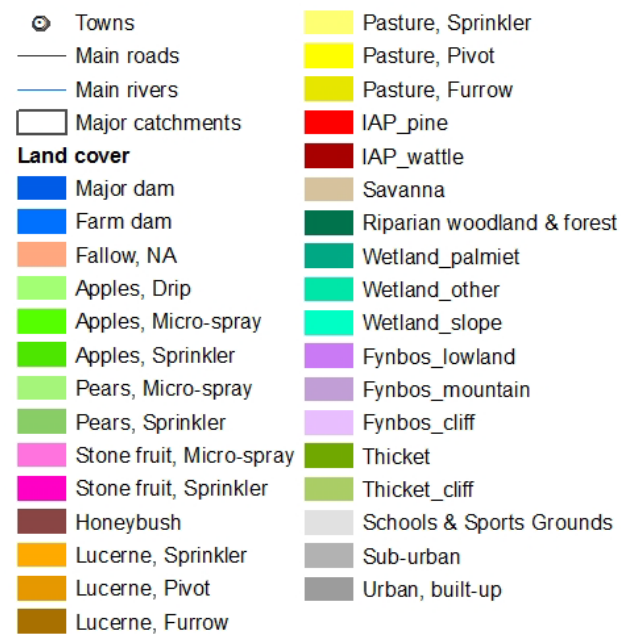 Towns
Main roads
Main rivers
Major catchments
Land cover
Major dam
Farm dam
Fallow, NA
Apples, Drip
Apples, Micro-spray
Apples, Sprinkler
Pears, Micro-spray
Pears, Sprinkler
Stone fruit, Micro-spray
Stone fruit, Sprinkler
Honeybush
Lucerne, Sprinkler
Lucerne, Pivot
Lucerne, Furrow
Pasture, Sprinkler
Pasture, Pivot
Pasture, Furrow
IAP_pine
IAP_wattle
Savanna
Riparian woodland & forest
Wetland_palmiet
Wetland_other
Wetland_slope
Fynbos_lowland
Fynbos_mountain
Fynbos_cliff
Thicket
Thicket_cliff
Schools & Sports Grounds
Sub-urban
Urban, built-up